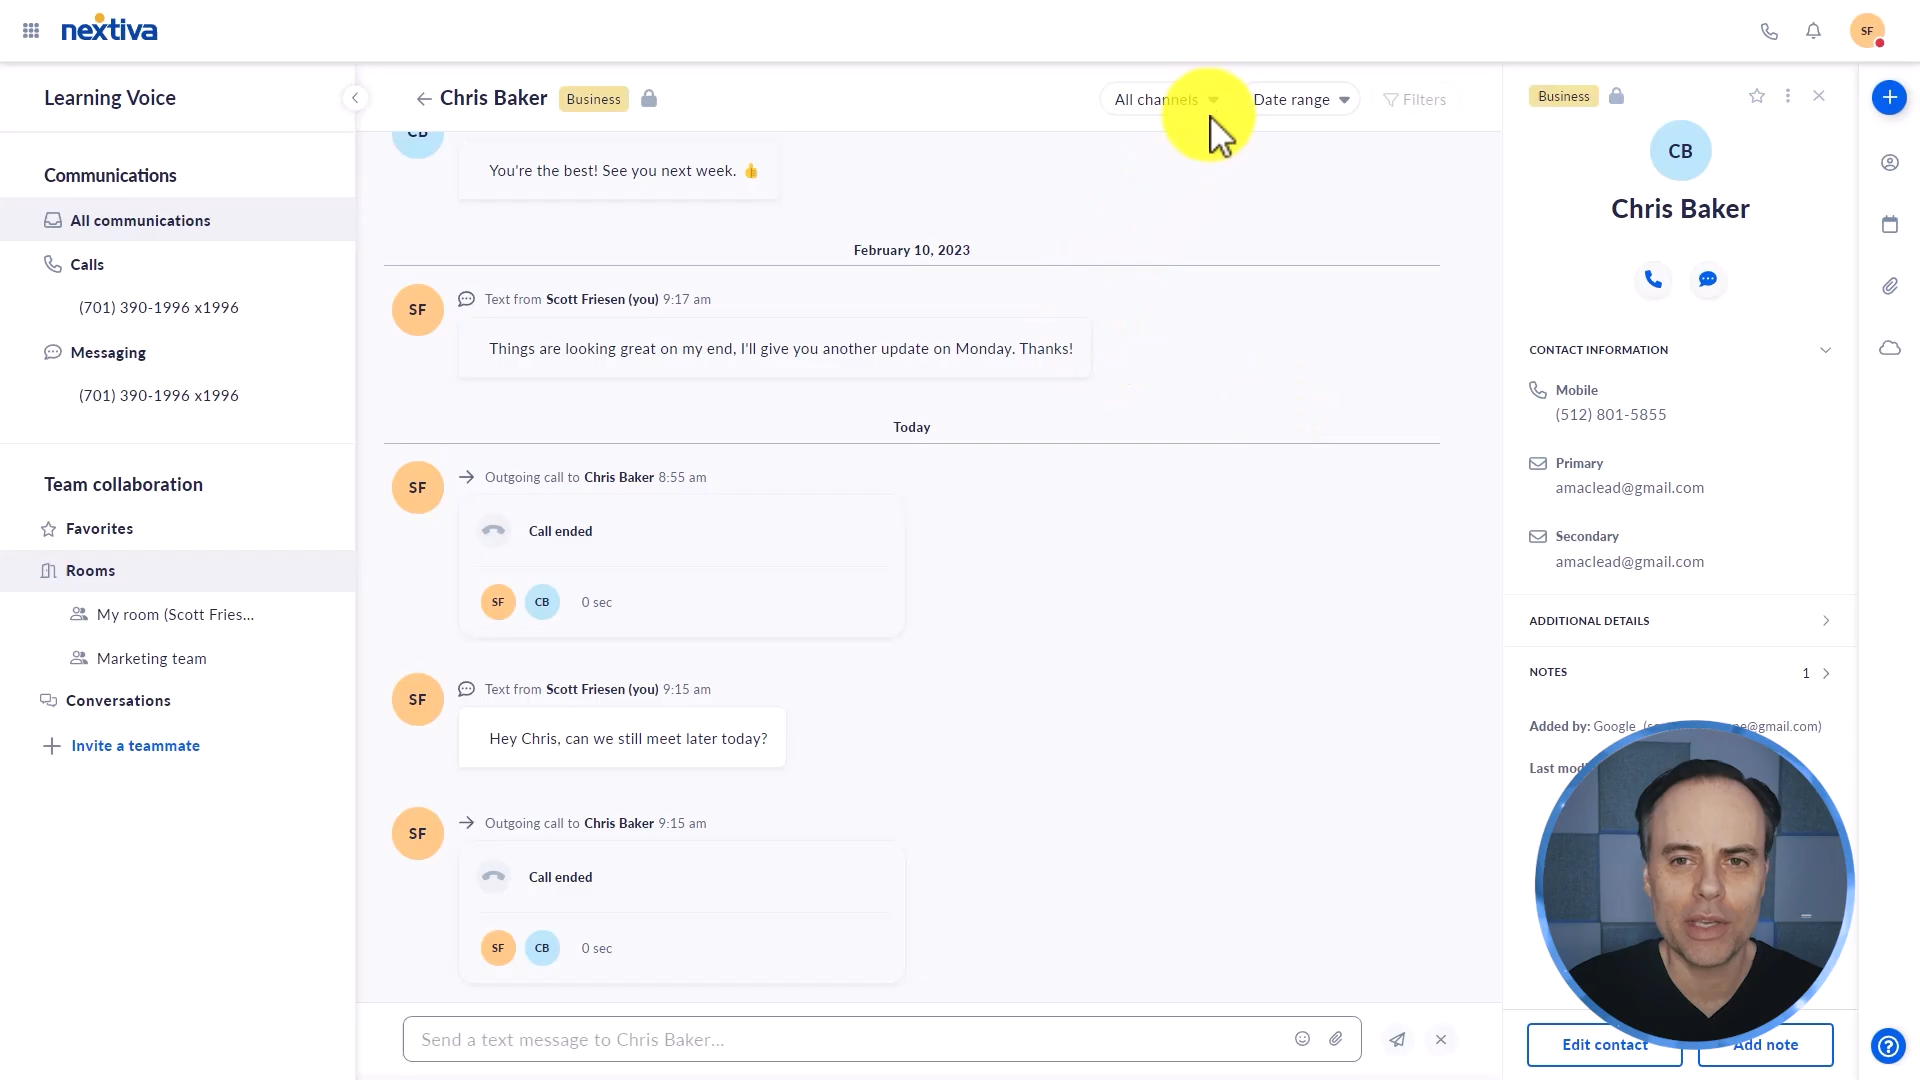 nextiva
SF
Learning Voice
Communications
All communications
Calls
(701) 390-1996 x1996
Messaging
(701) 390-1996 x1996
Team collaboration
Favorites
Rooms
My room (Scott Fries...
Marketing team
Conversations
Invite a teammate
Chris Baker
Business
All channels
Date range
Filters
CB
You're the best! See you next week. 👍
February 10, 2023
SF
Text from Scott Friesen (you) 9:17 am
Things are looking great on my end, I'll give you another update on Monday. Thanks!
Today
SF
Outgoing call to Chris Baker 8:55 am
Call ended
SF
CB
0 sec
SF
Text from Scott Friesen (you) 9:15 am
Hey Chris, can we still meet later today?
SF
Outgoing call to Chris Baker 9:15 am
Call ended
SF
CB
0 sec
Send a text message to Chris Baker...
Business
CB
Chris Baker
CONTACT INFORMATION
Mobile
(512) 801-5855
Primary
amaclead@gmail.com
Secondary
amaclead@gmail.com
ADDITIONAL DETAILS
NOTES
1
Added by: Google
Last
Edit contact
Add note